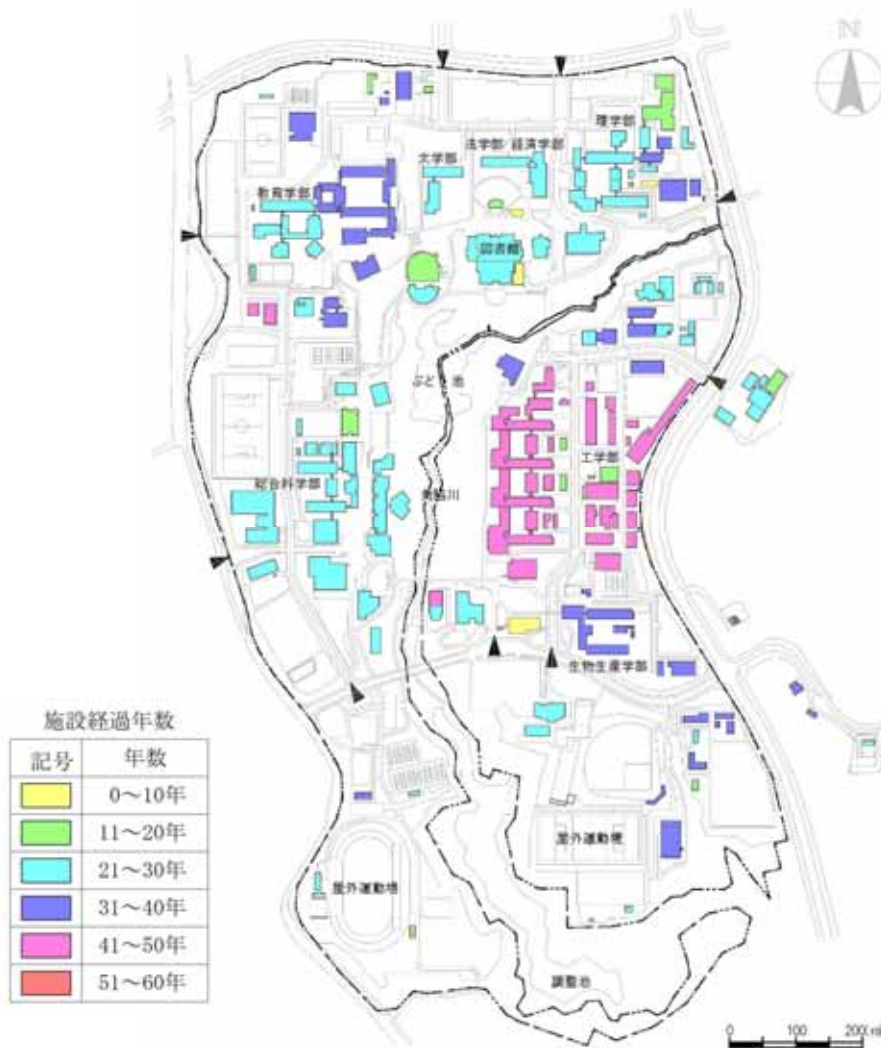 N
理学部
法学部・経済学部
文学部
教育学部
図書館
ぶどう池
工学部
総合科学部
角脇川
生物生産学部
施設経過年数
記号 年数
0～10年
11～20年
21～30年
31～40年
41～50年
51～60年
屋外運動場
屋外運動場
調整池
0 100 200